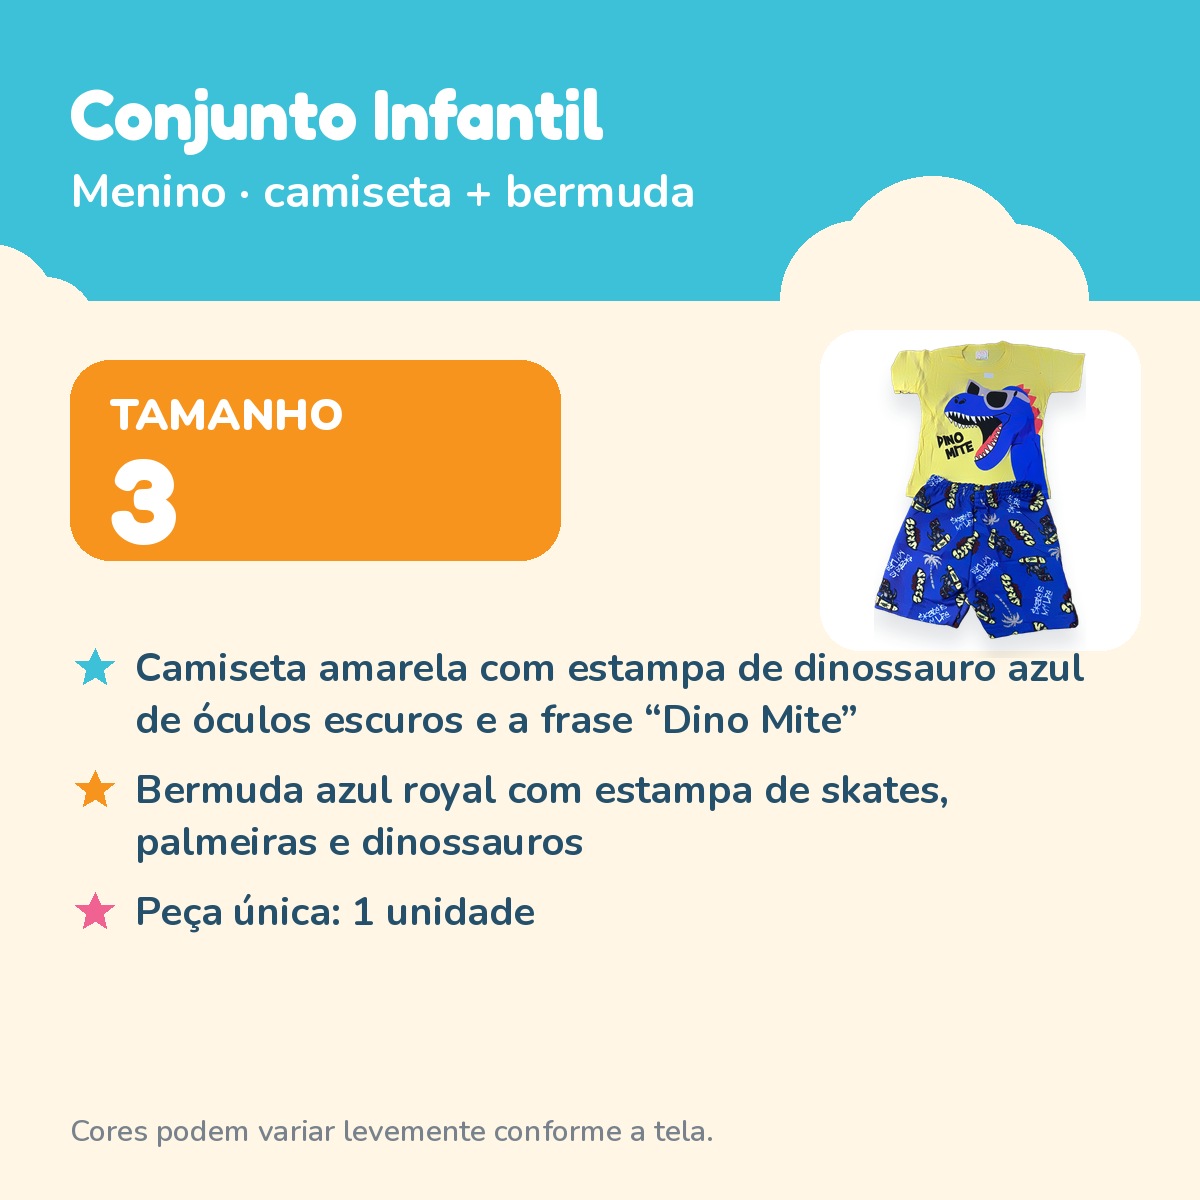 Conjunto Infantil
Menino · camiseta + bermuda
TAMANHO
3
DINO
MITE
Camiseta amarela com estampa de dinossauro azul
de óculos escuros e a frase “Dino Mite”
Bermuda azul royal com estampa de skates,
palmeiras e dinossauros
Peça única: 1 unidade
Cores podem variar levemente conforme a tela.